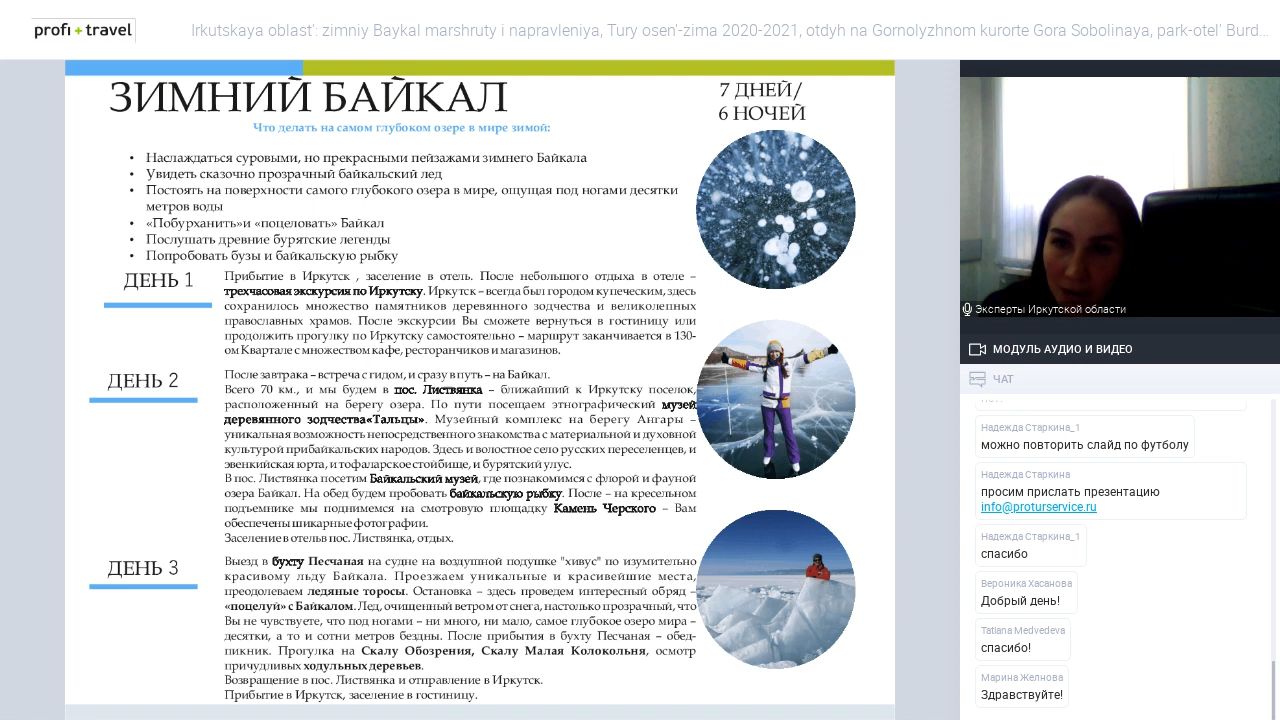 profi + travel
Irkutskaya oblast': zimniy Baykal marshruty i napravleniya, Tury osen'-zima 2020-2021, otdyh na Gornolyzhnom kurorte Gora Sobolinaya, park-otel' Burd...
ЗИМНИЙ БАЙКАЛ
7 ДНЕЙ/
6 НОЧЕЙ
Что делать на самом глубоком озере в мире зимой:
• Наслаждаться суровыми, но прекрасными пейзажами зимнего Байкала
• Увидеть сказочно прозрачный байкальский лед
• Постоять на поверхности самого глубокого озера в мире, ощущая под ногами десятки
метров воды
• «Побурханить»и «поцеловать» Байкал
• Послушать древние бурятские легенды
• Попробовать бузы и байкальскую рыбку
ДЕНЬ 1
Прибытие в Иркутск , заселение в отель. После небольшого отдыха в отеле –
трехчасовая экскурсия по Иркутску. Иркутск – всегда был городом купеческим, здесь
сохранилось множество памятников деревянного зодчества и великолепных
православных храмов. После экскурсии Вы сможете вернуться в гостиницу или
продолжить прогулку по Иркутску самостоятельно – маршрут заканчивается в 130-
ом Квартале с множеством кафе, ресторанчиков и магазинов.
ДЕНЬ 2
После завтрака – встреча с гидом, и сразу в путь – на Байкал.
Всего 70 км., и мы будем в пос. Листвянка – ближайший к Иркутску поселок,
расположенный на берегу озера. По пути посещаем этнографический музей
деревянного зодчества«Тальцы». Музейный комплекс на берегу Ангары –
уникальная возможность непосредственного знакомства с материальной и духовной
культурой прибайкальских народов. Здесь и волостное село русских переселенцев, и
эвенкийская юрта, и тофаларское стойбище, и бурятский улус.
В пос. Листвянка посетим Байкальский музей, где познакомимся с флорой и фауной
озера Байкал. На обед будем пробовать байкальскую рыбку. После – на кресельном
подъемнике мы поднимемся на смотровую площадку Камень Черского – Вам
обеспечены шикарные фотографии.
Заселение в отель в пос. Листвянка, отдых.
ДЕНЬ 3
Выезд в бухту Песчаная на судне на воздушной подушке "хивус" по изумительно
красивому льду Байкала. Проезжаем уникальные и красивейшие места,
преодолеваем ледяные торосы. Остановка – здесь проведем интересный обряд –
«поцелуй» с Байкалом. Лед, очищенный ветром от снега, настолько прозрачный, что
Вы не чувствуете, что под ногами – ни много, ни мало, самое глубокое озеро мира –
десятки, а то и сотни метров бездны. После прибытия в бухту Песчаная – обед-
пикник. Прогулка на Скалу Обозрения, Скалу Малая Колокольня, осмотр
причудливых ходульных деревьев.
Возвращение в пос. Листвянка и отправление в Иркутск.
Прибытие в Иркутск, заселение в гостиницу.
Эксперты Иркутской области
МОДУЛЬ АУДИО И ВИДЕО
ЧАТ
Надежда Старкина_1
можно повторить слайд по футболу
Надежда Старкина
просим прислать презентацию
info@proturservice.ru
Надежда Старкина_1
спасибо
Вероника Хасанова
Добрый день!
Tatiana Medvedeva
спасибо!
Марина Желнова
Здравствуйте!